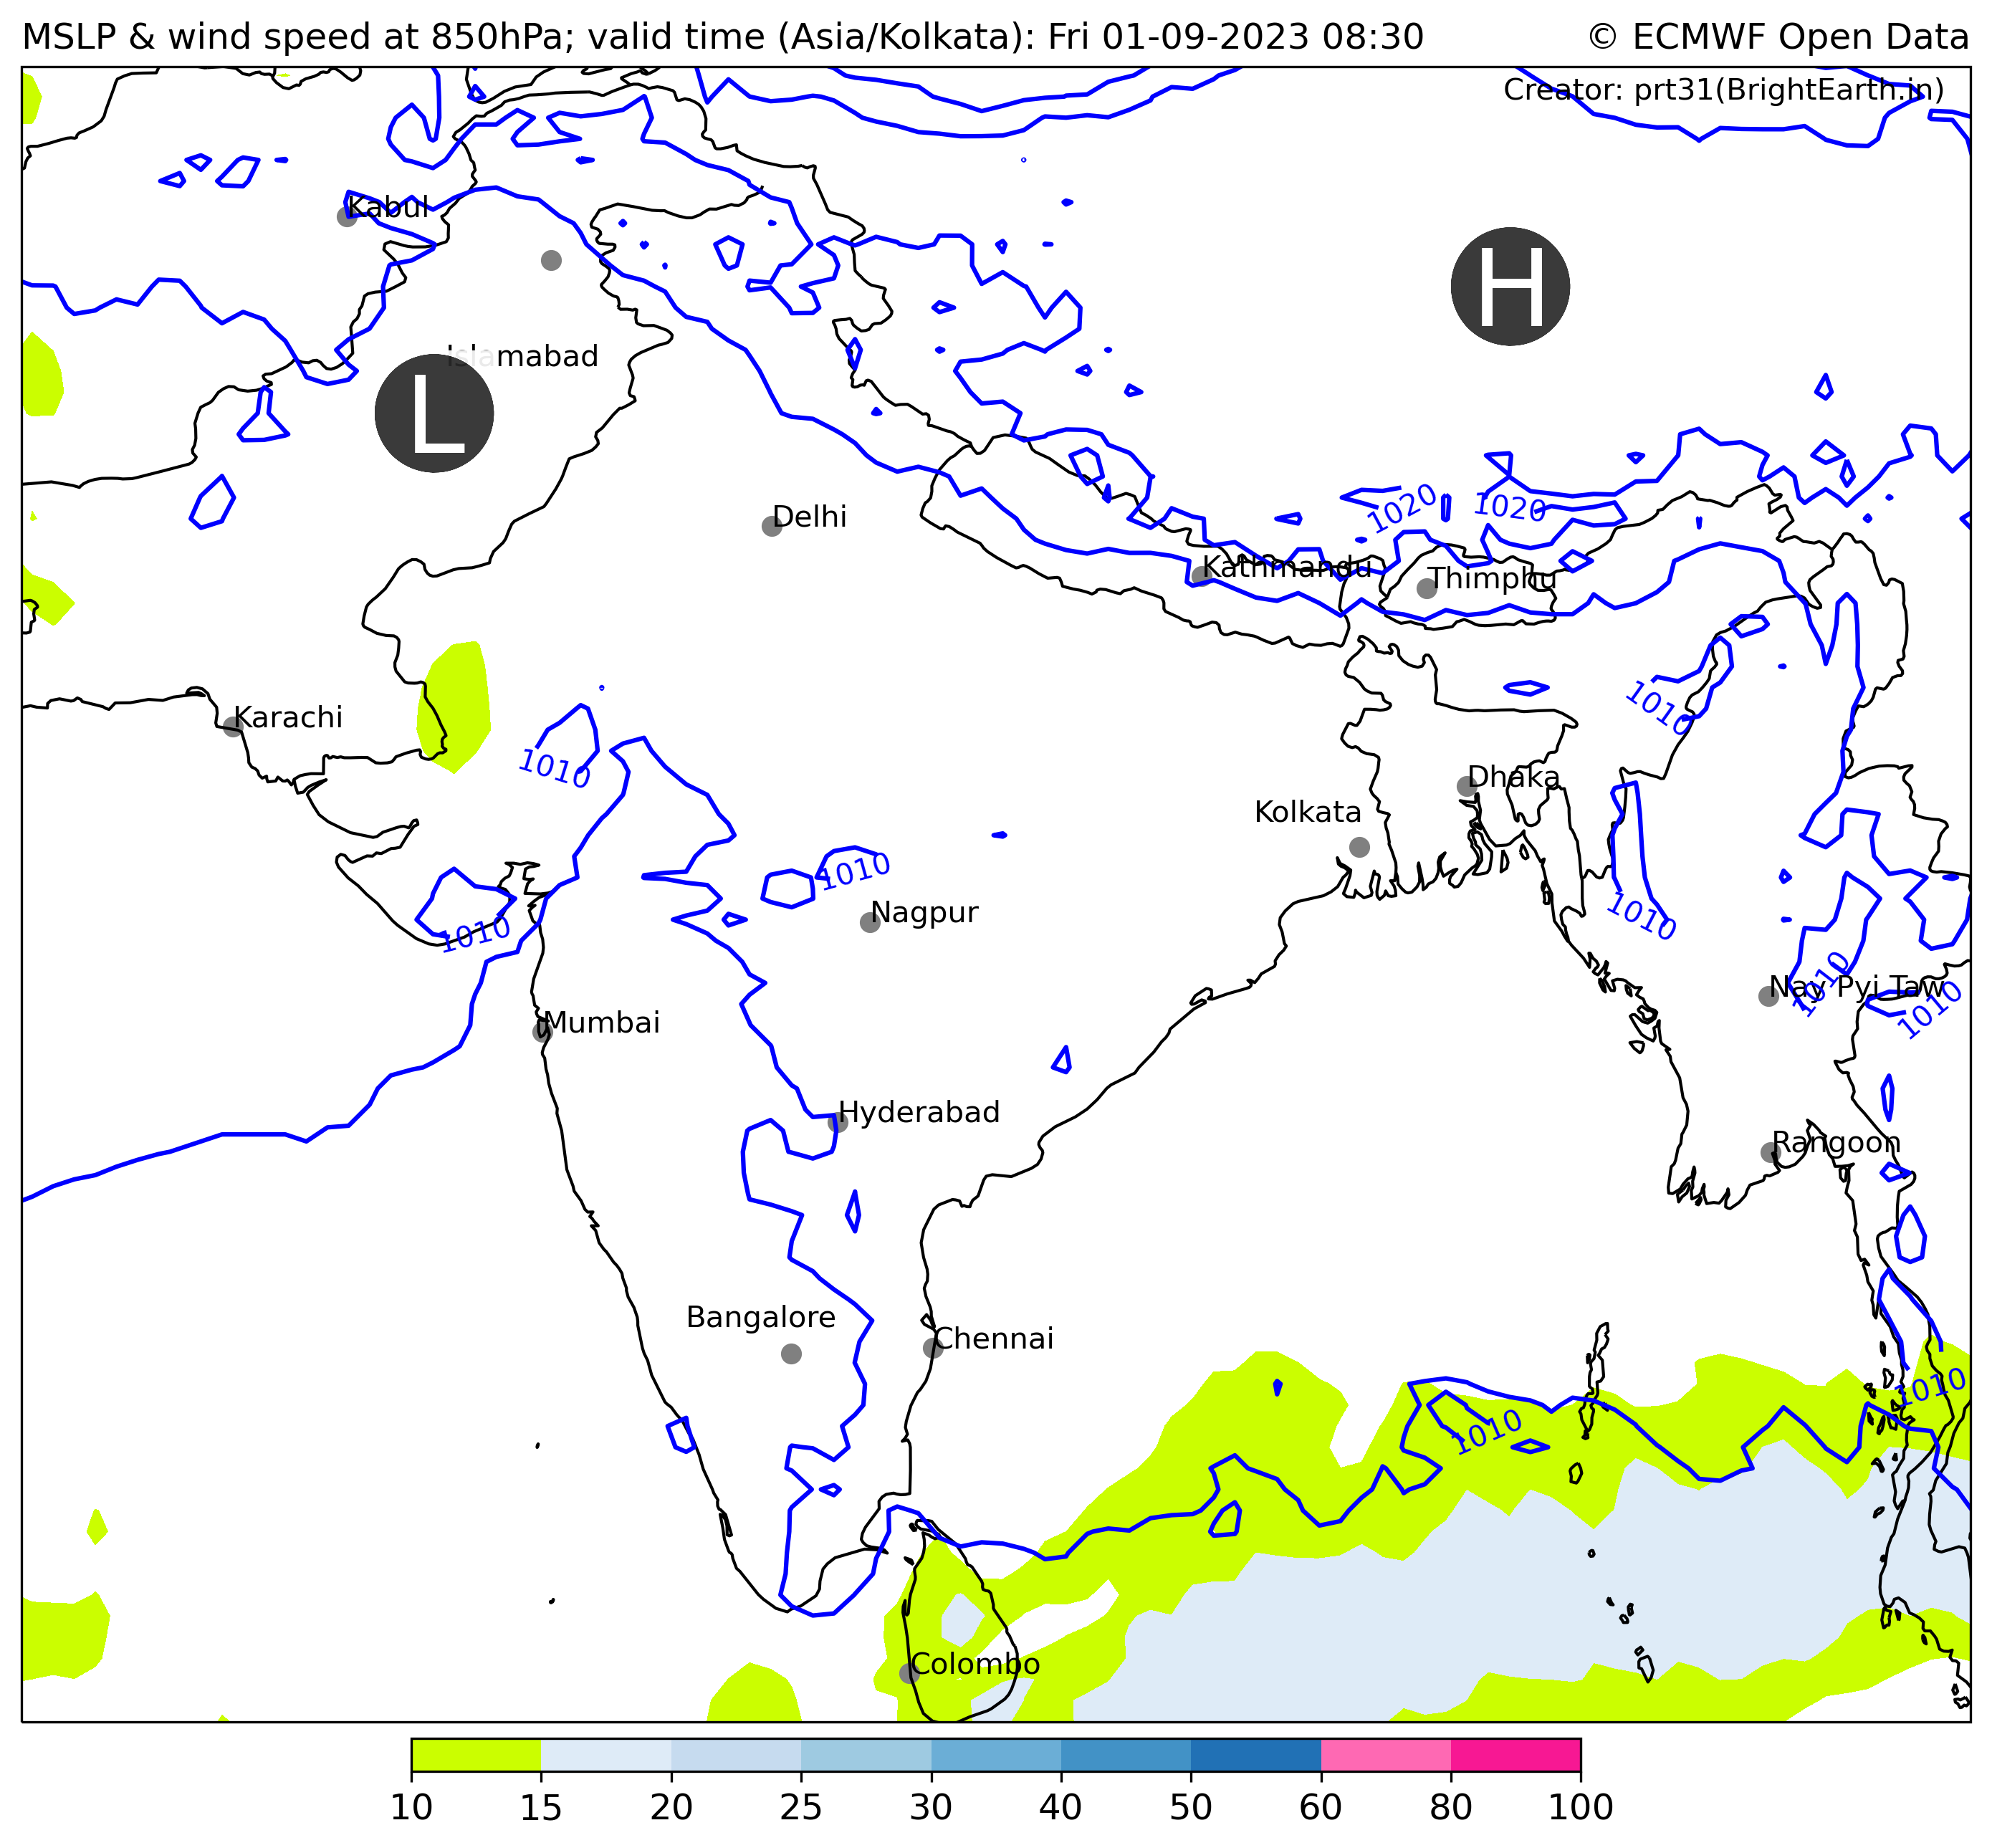 MSLP & wind speed at 850hPa; valid time (Asia/Kolkata): Fri 01-09-2023 08:30
© ECMWF Open Data
Creator: prt31(BrightEarth.in)
Kabul
H
Islamabad
L
1020
1020
Delhi
Kathmandu
Thimphu
1010
Karachi
1010
Dhaka
Kolkata
1010
1010
Nagpur
1010
1010
Nay Pyi Taw
1010
1010
Mumbai
Hyderabad
Rangoon
Bangalore
Chennai
1010
1010
Colombo
10 15 20 25 30 40 50 60 80 100